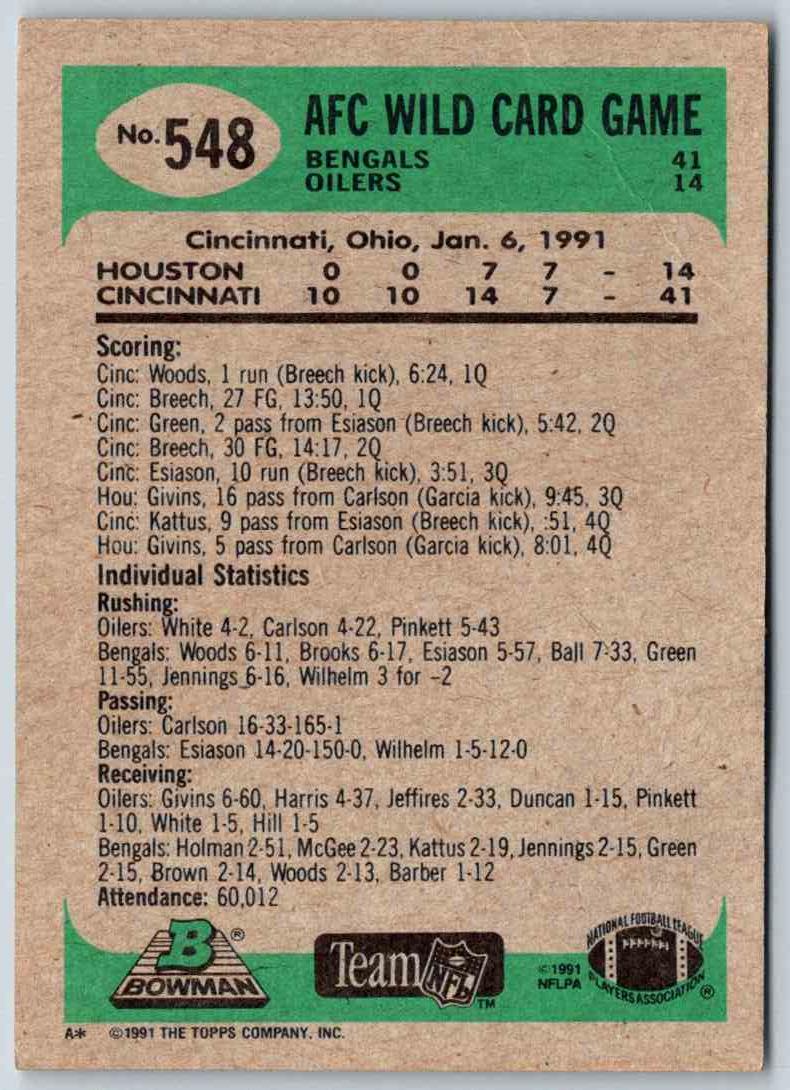 No. 548
AFC WILD CARD GAME
BENGALS 41
OILERS 14
Cincinnati, Ohio, Jan. 6, 1991
HOUSTON 0 0 7 7 - 14
CINCINNATI 10 10 14 7 - 41
Scoring:
Cinc: Woods, 1 run (Breech kick), 6:24, 1Q
Cinc: Breech, 27 FG, 13:50, 1Q
Cinc: Green, 2 pass from Esiason (Breech kick), 5:42, 2Q
Cinc: Breech, 30 FG, 14:17, 2Q
Cinc: Esiason, 10 run (Breech kick), 3:51, 3Q
Hou: Givins, 16 pass from Carlson (Garcia kick), 9:45, 3Q
Cinc: Kattus, 9 pass from Esiason (Breech kick), :51, 4Q
Hou: Givins, 5 pass from Carlson (Garcia kick), 8:01, 4Q
Individual Statistics
Rushing:
Oilers: White 4-2, Carlson 4-22, Pinkett 5-43
Bengals: Woods 6-11, Brooks 6-17, Esiason 5-57, Ball 7-33, Green
11-55, Jennings 6-16, Wilhelm 3 for -2
Passing:
Oilers: Carlson 16-33-165-1
Bengals: Esiason 14-20-150-0, Wilhelm 1-5-12-0
Receiving:
Oilers: Givins 6-60, Harris 4-37, Jeffires 2-33, Duncan 1-15, Pinkett
1-10, White 1-5, Hill 1-5
Bengals: Holman 2-51, McGee 2-23, Kattus 2-19, Jennings 2-15, Green
2-15, Brown 2-14, Woods 2-13, Barber 1-12
Attendance: 60,012
B ®
BOWMAN
Team NFL ™
©1991
NFLPA
NATIONAL FOOTBALL LEAGUE
PLAYERS ASSOCIATION ®
A* ©1991 THE TOPPS COMPANY, INC.